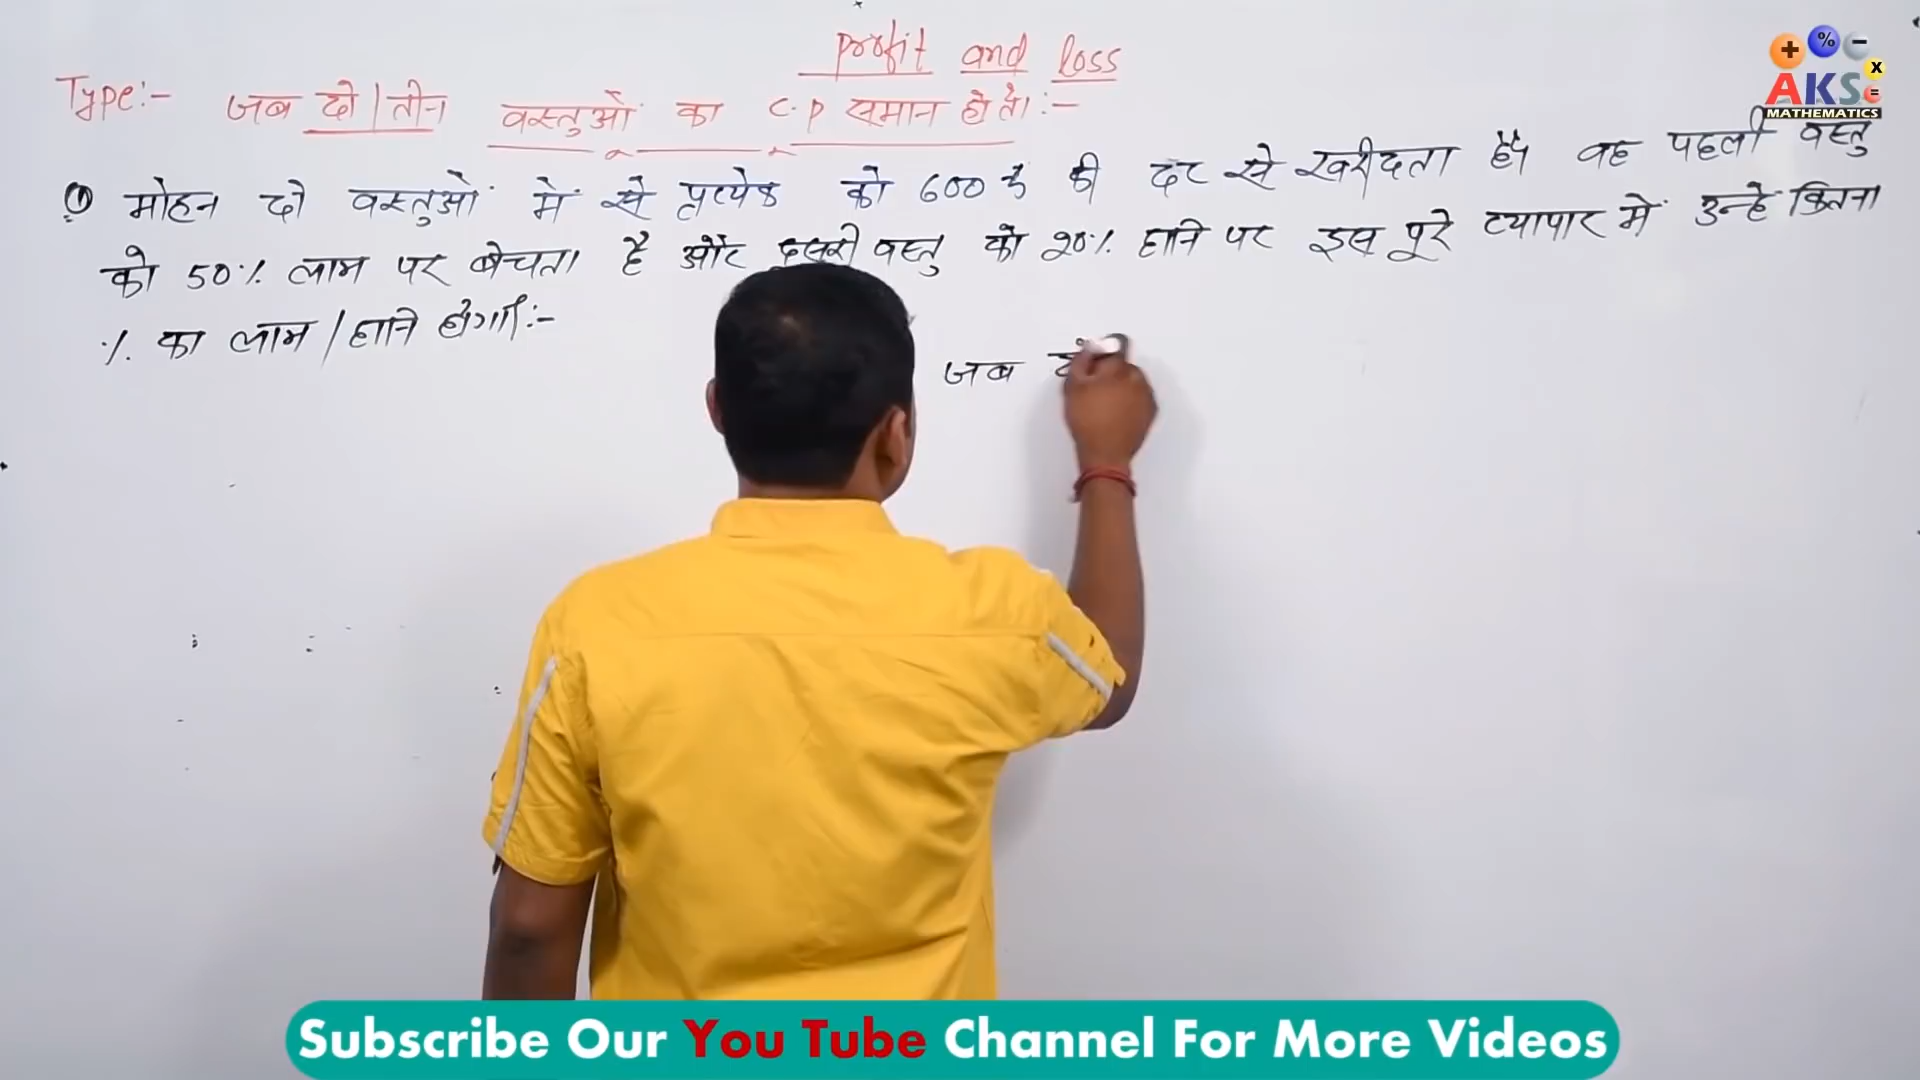 profit and loss
Type:- जब दो/तीन वस्तुओं का C.P समान होता:-
① मोहन दो वस्तुओं में से प्रत्येक को 600 रु की दर से खरीदता है। वह पहली वस्तु
को 50% लाभ पर बेचता है और दूसरी वस्तु को 20% हानि पर इस पूरे व्यापार में उन्हे कितना
% का लाभ/हानि होगा:-
जब
+ % - x =
AKS
MATHEMATICS
Subscribe Our You Tube Channel For More Videos